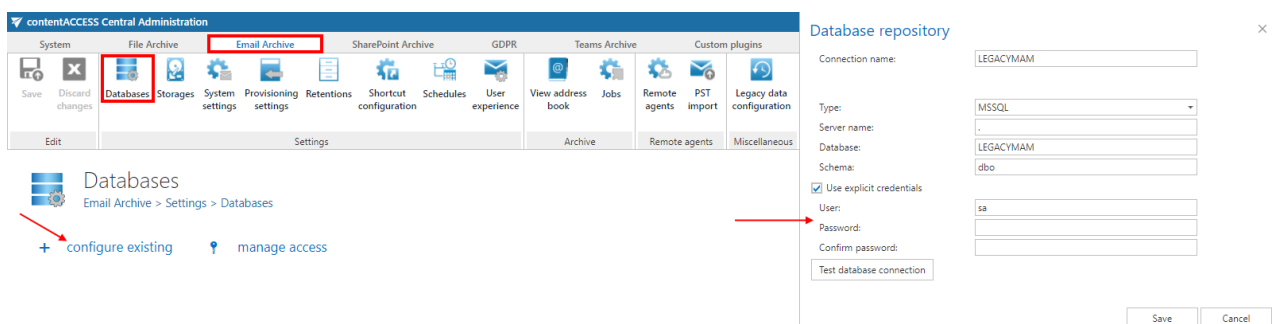 contentACCESS Central Administration
System File Archive Email Archive SharePoint Archive GDPR Teams Archive Custom plugins
Save Discard changes Databases Storages System settings Provisioning settings Retentions Shortcut configuration Schedules User experience View address book Jobs Remote agents PST import Legacy data configuration
Edit Settings Archive Remote agents Miscellaneous
Databases
Email Archive > Settings > Databases
+ configure existing manage access
Database repository
Connection name: LEGACYMAM
Type: MSSQL
Server name: .
Database: LEGACYMAM
Schema: dbo
Use explicit credentials
User: sa
Password:
Confirm password:
Test database connection
Save Cancel